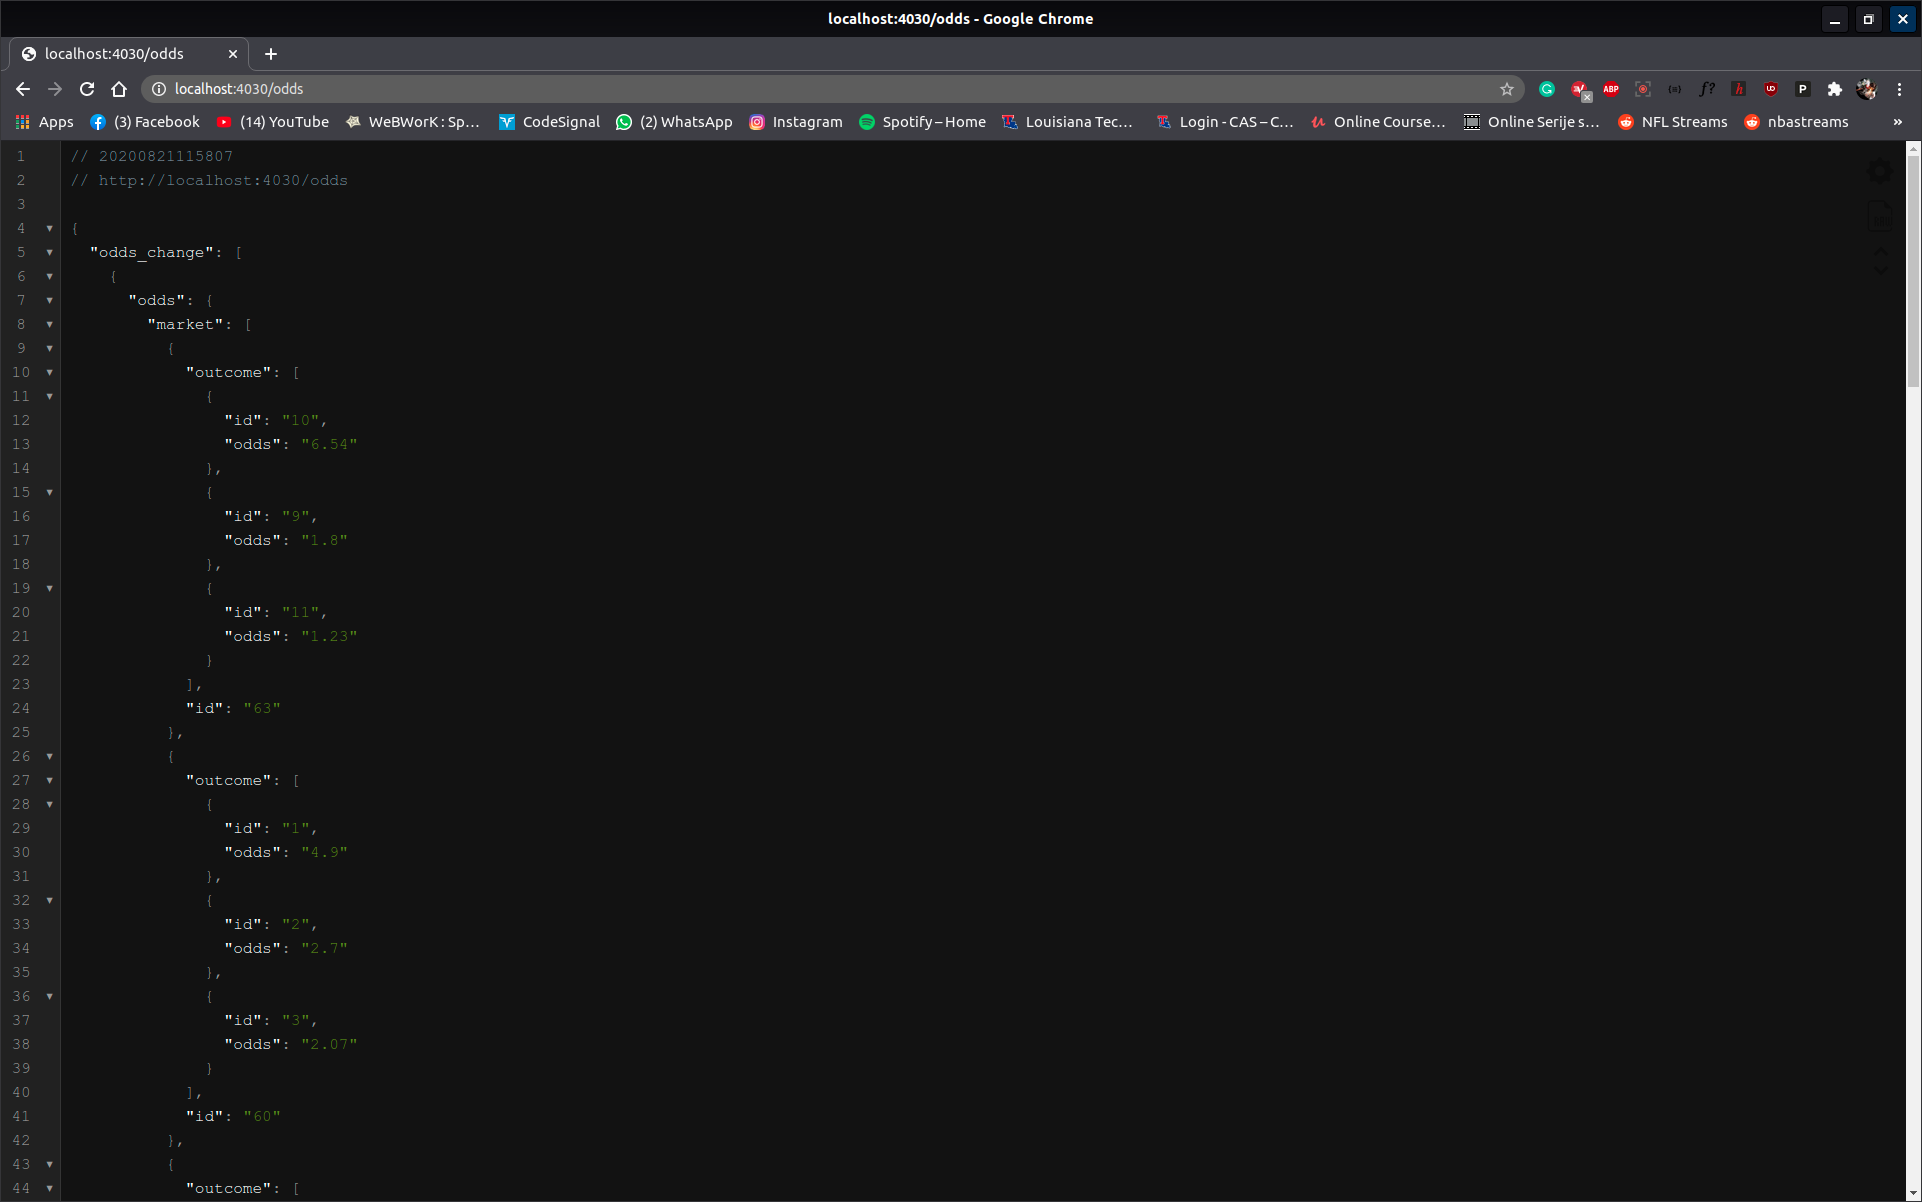 localhost:4030/odds - Google Chrome
localhost:4030/odds
localhost:4030/odds
ABP
f?
h
P
Apps (3) Facebook (14) YouTube WeBWorK : Sp... CodeSignal (2) WhatsApp Instagram Spotify – Home Louisiana Tec... Login - CAS – C... Online Course... Online Serije s... NFL Streams nbastreams »
1 // 20200821115807
2 // http://localhost:4030/odds
3
4 {
5 "odds_change": [
6 {
7 "odds": {
8 "market": [
9 {
10 "outcome": [
11 {
12 "id": "10",
13 "odds": "6.54"
14 },
15 {
16 "id": "9",
17 "odds": "1.8"
18 },
19 {
20 "id": "11",
21 "odds": "1.23"
22 }
23 ],
24 "id": "63"
25 },
26 {
27 "outcome": [
28 {
29 "id": "1",
30 "odds": "4.9"
31 },
32 {
33 "id": "2",
34 "odds": "2.7"
35 },
36 {
37 "id": "3",
38 "odds": "2.07"
39 }
40 ],
41 "id": "60"
42 },
43 {
44 "outcome": [